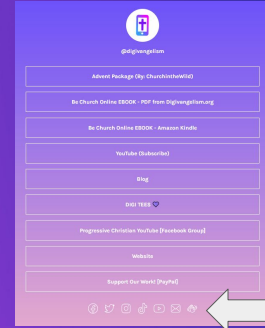 @digivangelism
Advent Package (By: ChurchintheWild)
Be Church Online EBOOK - PDF from Digivangelism.org
Be Church Online EBOOK - Amazon Kindle
YouTube (Subscribe)
Blog
DIGI TEES 💜
Progressive Christian YouTube [Facebook Group]
Website
Support Our Work! [PayPal]